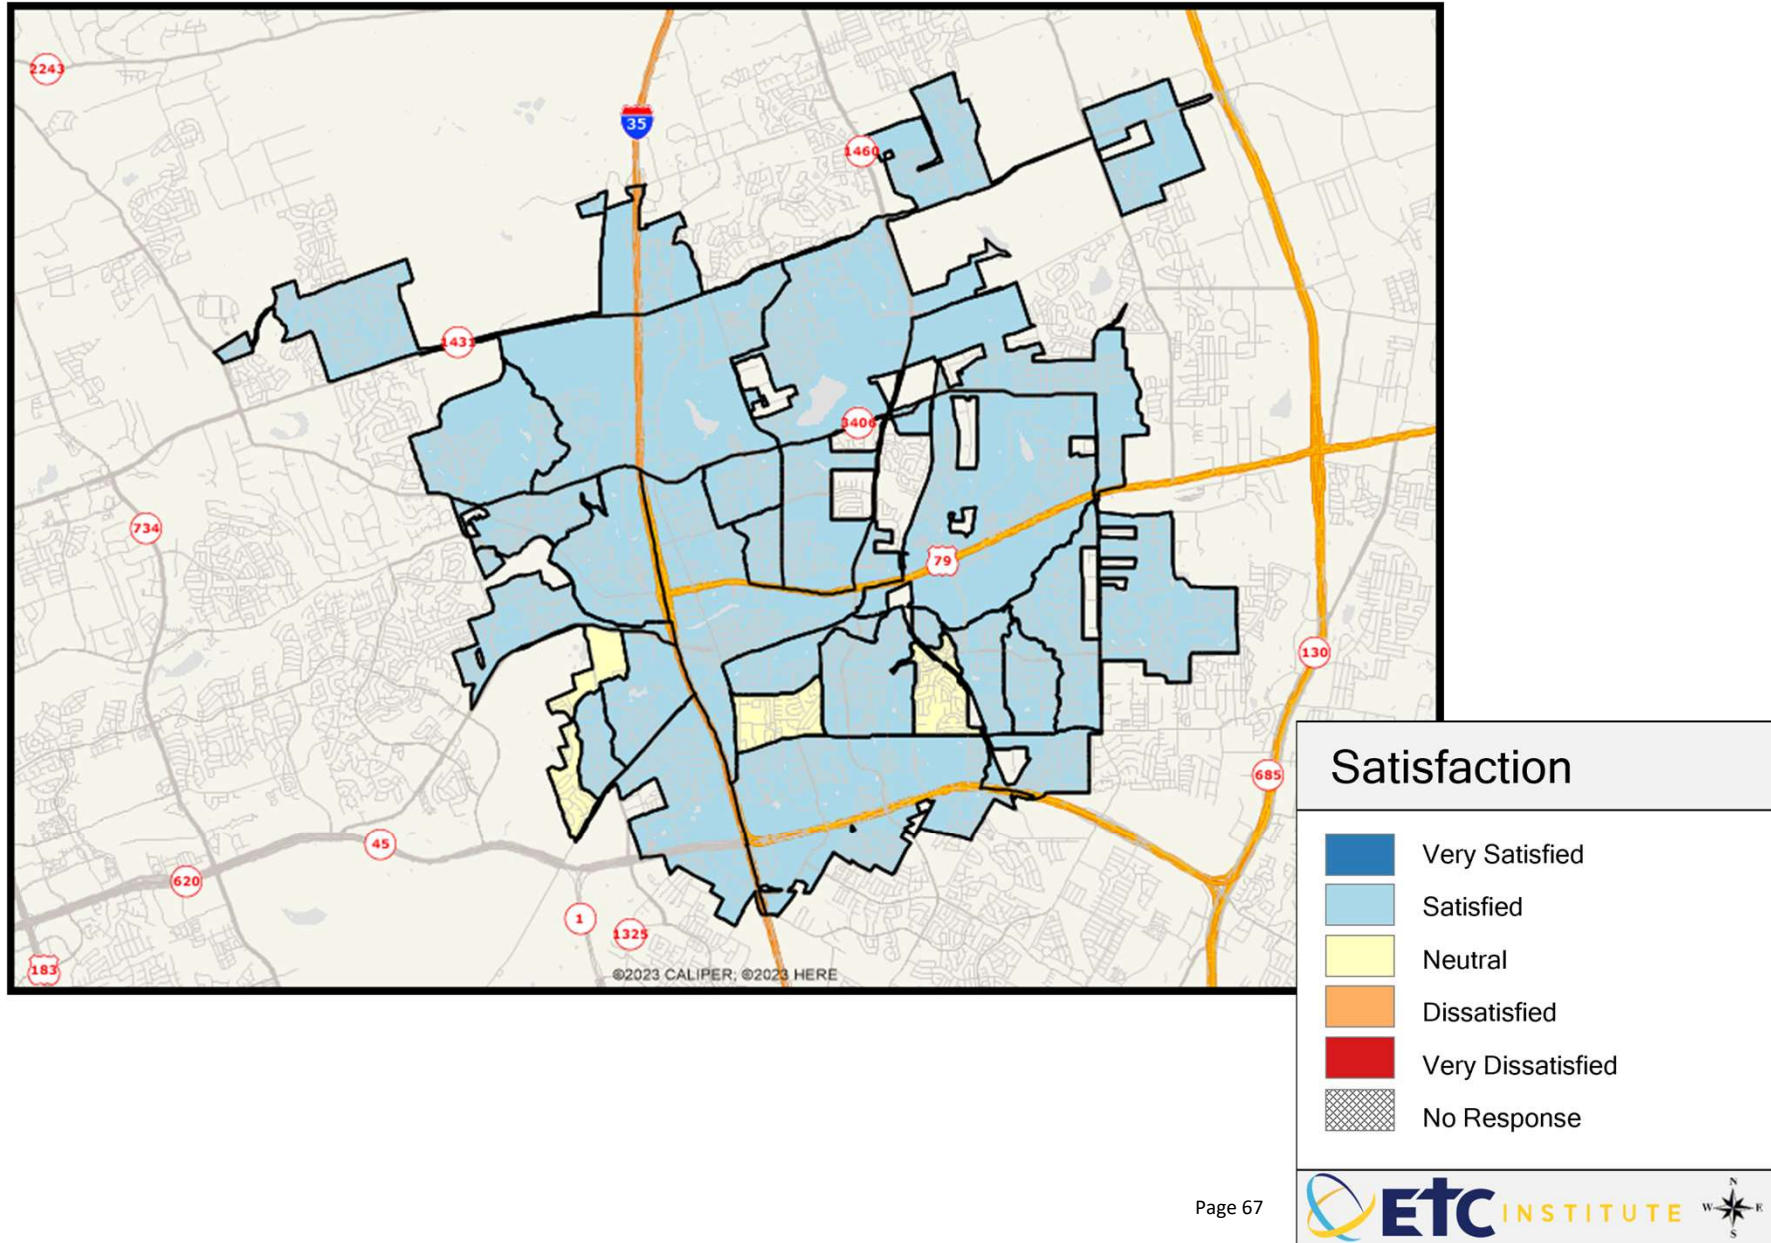 2243
35
1460
1431
3406
734
79
130
685
45
620
1
1325
183
©2023 CALIPER; ©2023 HERE
Satisfaction
Very Satisfied
Satisfied
Neutral
Dissatisfied
Very Dissatisfied
No Response
Page 67
ETC INSTITUTE
N
W E
S